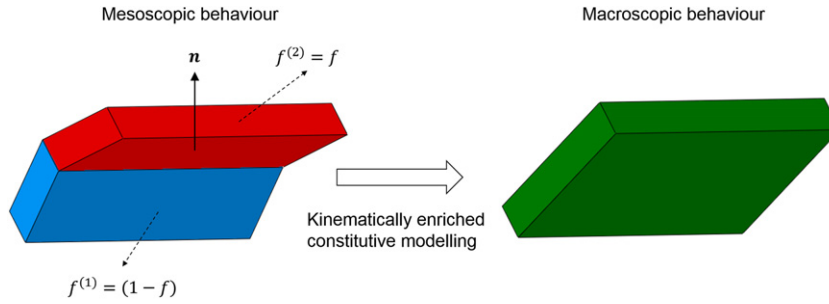 Mesoscopic behaviour
Macroscopic behaviour
n
f⁽²⁾ = f
Kinematically enriched
constitutive modelling
f⁽¹⁾ = (1 − f)